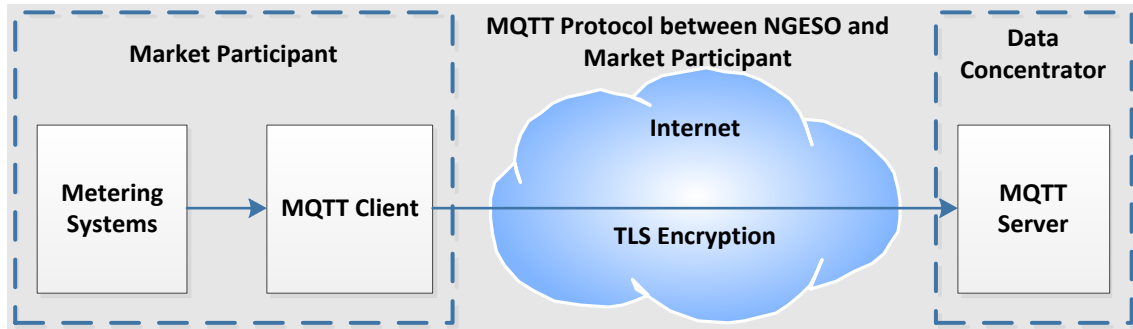 Market Participant
Metering
Systems
MQTT Client
MQTT Protocol between NGESO and
Market Participant
Internet
TLS Encryption
Data
Concentrator
MQTT
Server